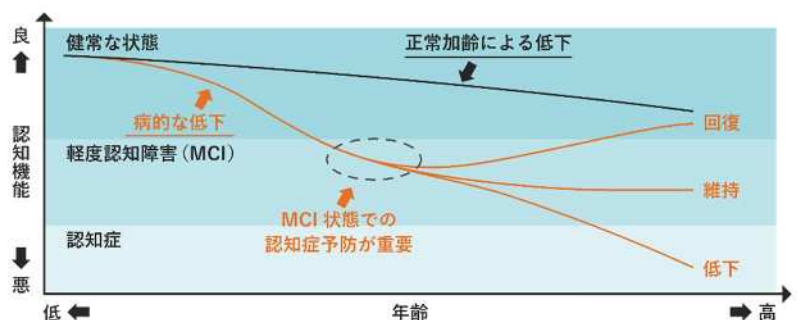 良
健常な状態
正常加齢による低下
病的な低下
回復
認知機能
軽度認知障害(MCI)
維持
MCI 状態での
認知症予防が重要
認知症
低下
悪
低
年齢
高